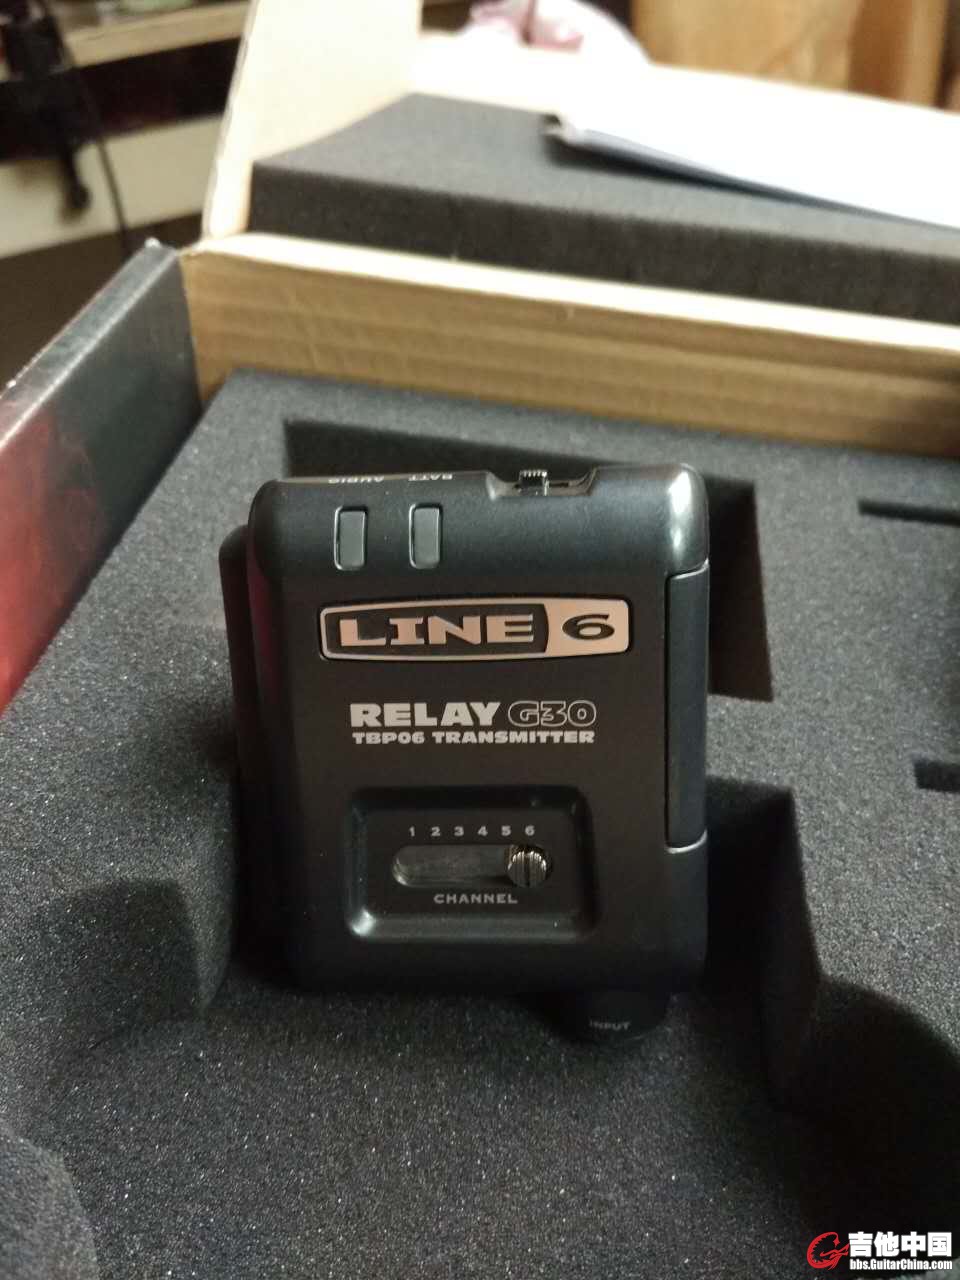 BATT AUDIO
LINE 6
RELAY G30
TBP06 TRANSMITTER
1 2 3 4 5 6
CHANNEL
INPUT
吉他中国
bbs.GuitarChina.com